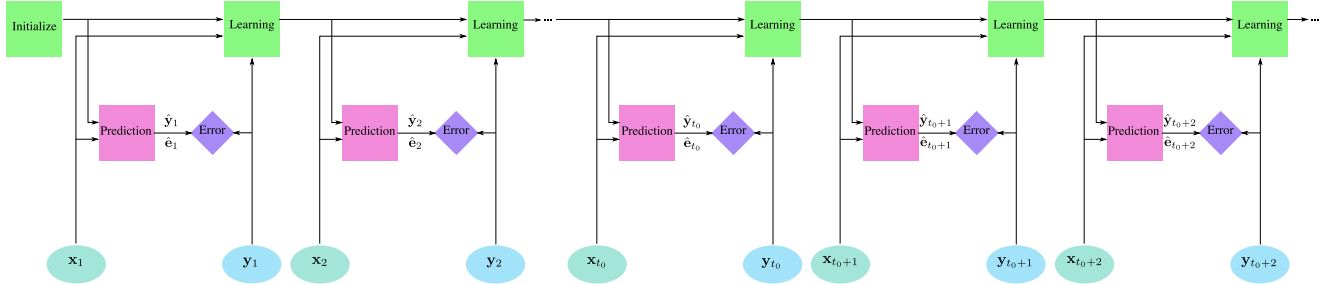 Initialize
Learning
Learning
...
Learning
Learning
Learning
...
Prediction
ŷ₁
ê₁
Error
Prediction
ŷ₂
ê₂
Error
Prediction
ŷ_{t₀}
ê_{t₀}
Error
Prediction
ŷ_{t₀+1}
ê_{t₀+1}
Error
Prediction
ŷ_{t₀+2}
ê_{t₀+2}
Error
x₁
y₁
x₂
y₂
x_{t₀}
y_{t₀}
x_{t₀+1}
y_{t₀+1}
x_{t₀+2}
y_{t₀+2}